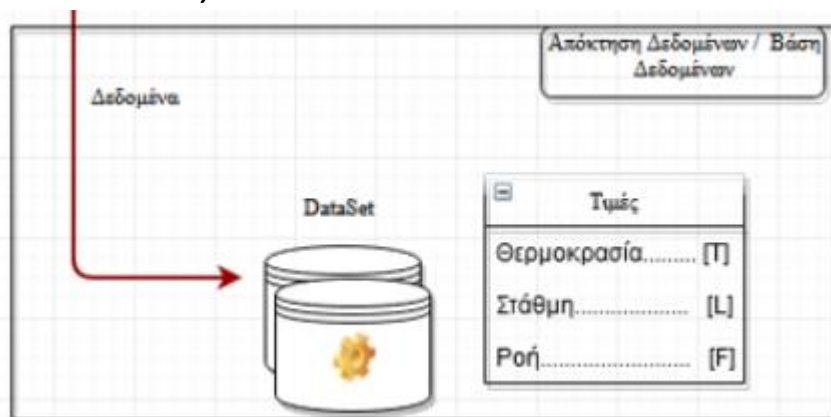 Απόκτηση Δεδομένων / Βάση
Δεδομένων
Δεδομένα
DataSet
Τιμές
Θερμοκρασία......... [T]
Στάθμη................... [L]
Ροή......................... [F]